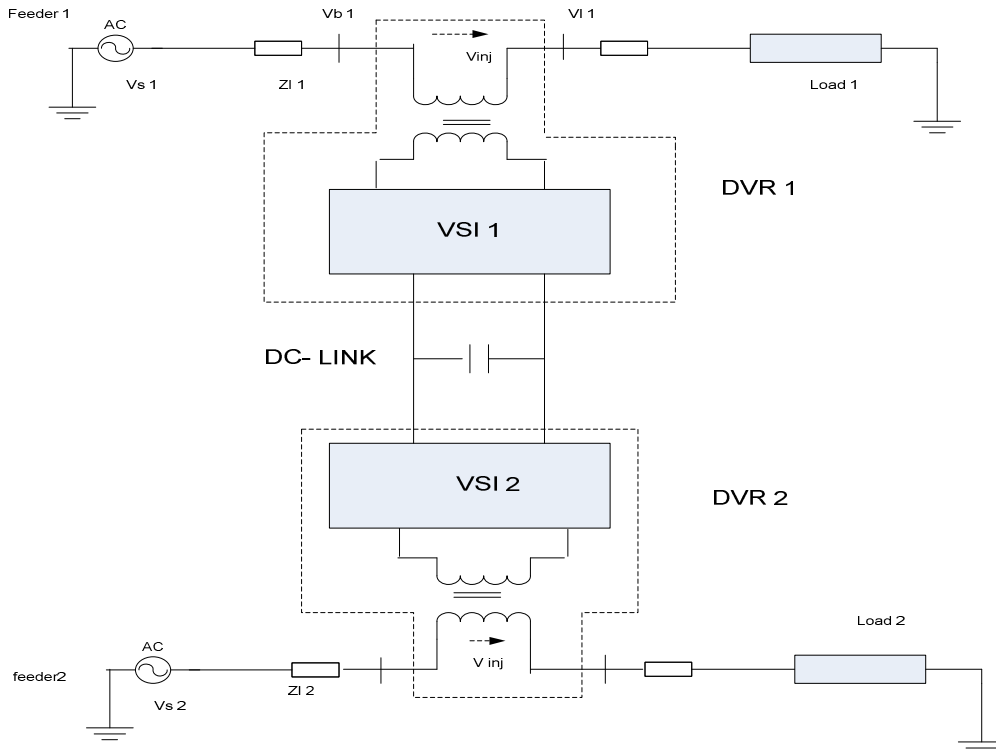 Feeder 1
AC
Vb 1
Vl 1
Vinj
Vs 1
Zl 1
Load 1
DVR 1
VSI 1
DC- LINK
VSI 2
DVR 2
Load 2
AC
V inj
feeder2
Zl 2
Vs 2